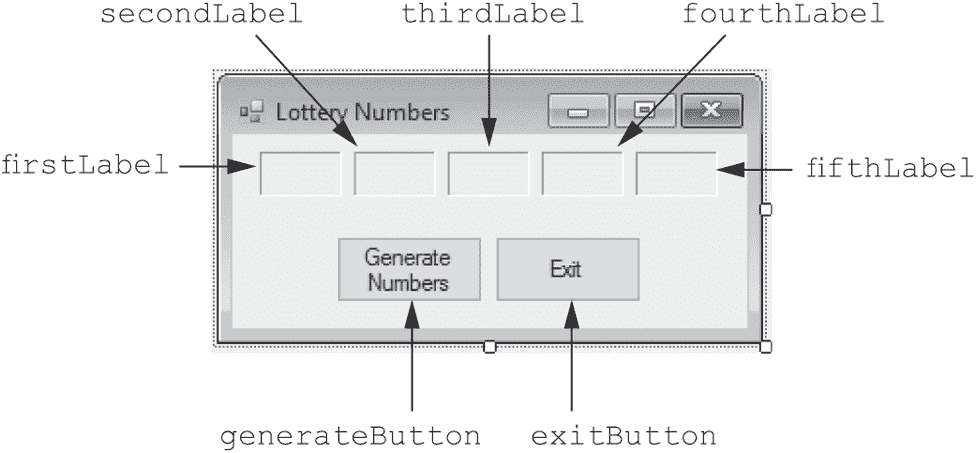 secondLabel
thirdLabel
fourthLabel
Lottery Numbers
firstLabel
fifthLabel
Generate
Numbers
Exit
generateButton
exitButton